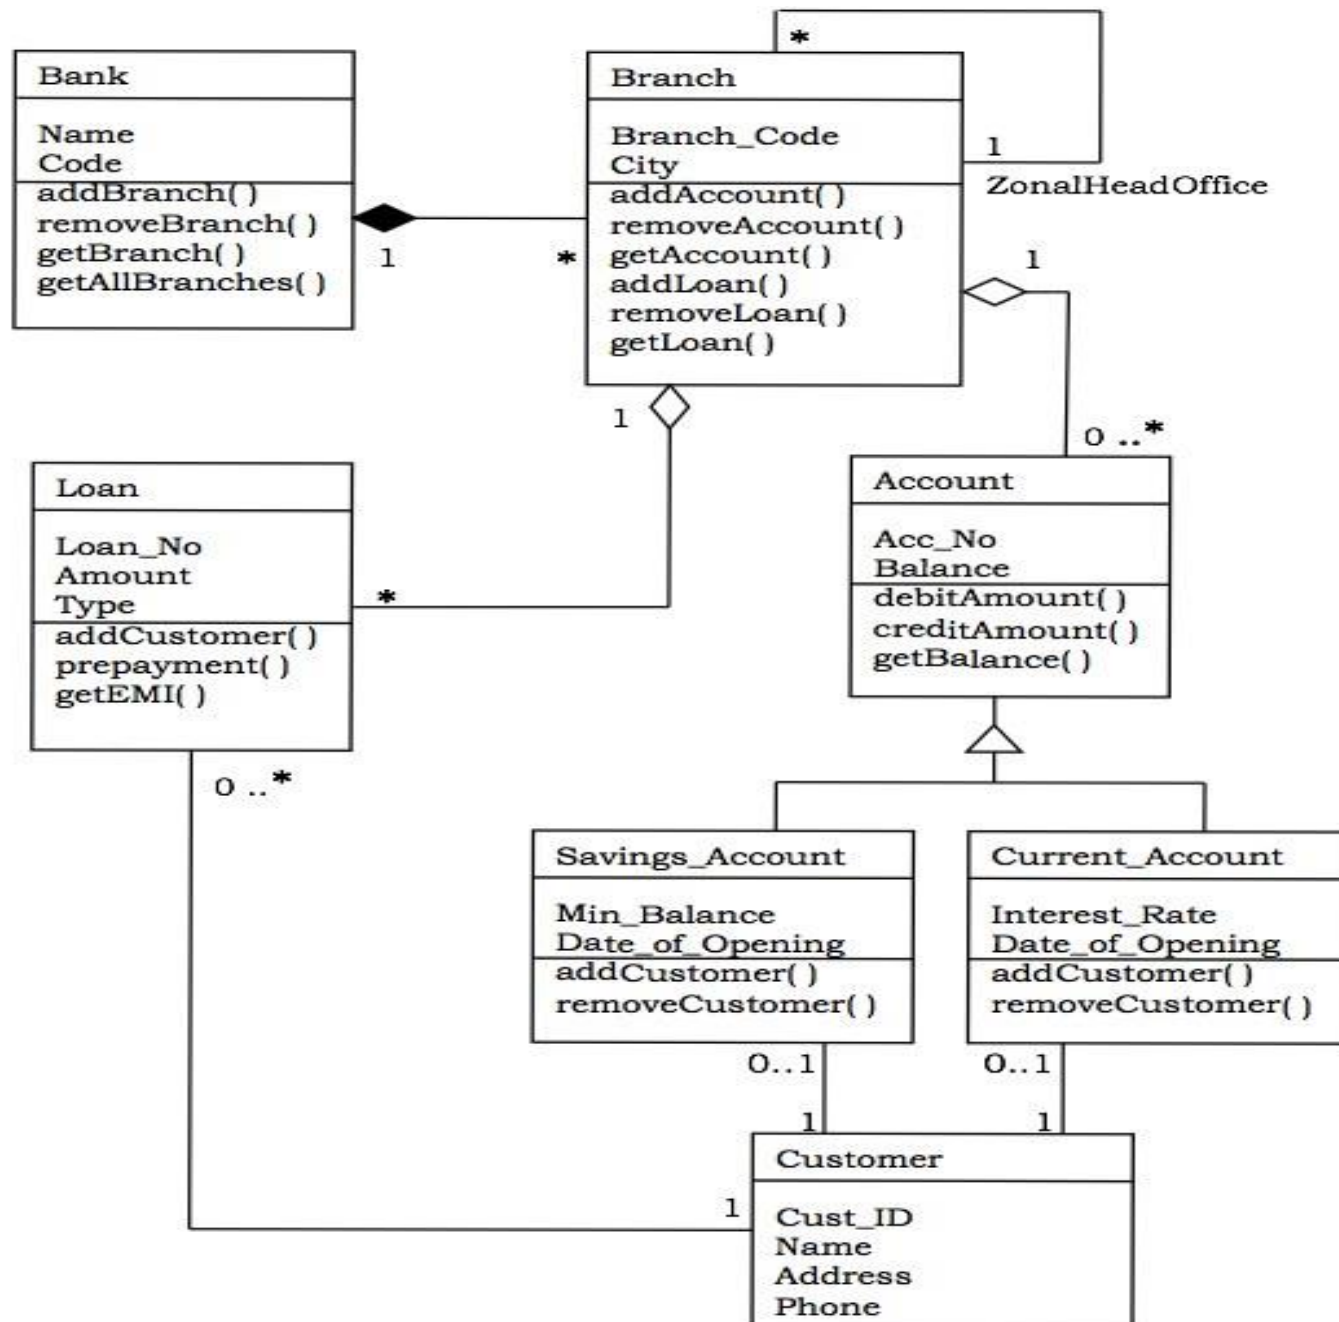 Bank
Name
Code
addBranch( )
removeBranch( )
getBranch( )
getAllBranches( )
1
*
Branch
Branch_Code
City
addAccount( )
removeAccount( )
getAccount( )
addLoan( )
removeLoan( )
getLoan( )
*
1
ZonalHeadOffice
1
0 ..*
1
*
Loan
Loan_No
Amount
Type
addCustomer( )
prepayment( )
getEMI( )
0 ..*
Account
Acc_No
Balance
debitAmount( )
creditAmount( )
getBalance( )
Savings_Account
Min_Balance
Date_of_Opening
addCustomer( )
removeCustomer( )
0..1
1
Current_Account
Interest_Rate
Date_of_Opening
addCustomer( )
removeCustomer( )
0..1
1
1
Customer
Cust_ID
Name
Address
Phone